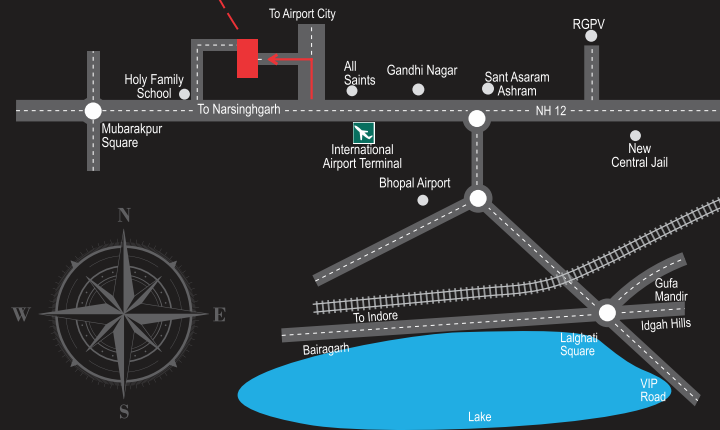 To Airport City
RGPV
Holy Family
School
All
Saints
Gandhi Nagar
Sant Asaram
Ashram
To Narsinghgarh
NH 12
Mubarakpur
Square
International
Airport Terminal
New
Central Jail
Bhopal Airport
N
W
E
S
Gufa
Mandir
To Indore
Idgah Hills
Bairagarh
Lalghati
Square
VIP
Road
Lake